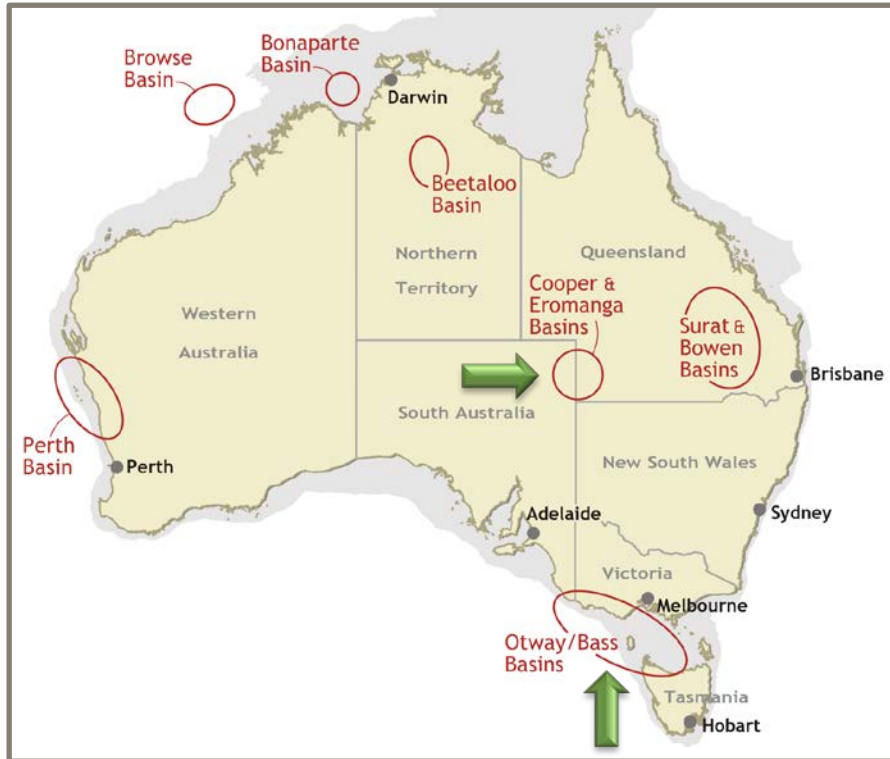 Browse
Basin
Bonaparte
Basin
Darwin
Beetaloo
Basin
Northern
Territory
Queensland
Cooper &
Eromanga
Basins
Western
Australia
Surat &
Bowen
Basins
Brisbane
South Australia
Perth
Basin
Perth
New South Wales
Adelaide
Sydney
Victoria
Melbourne
Otway/Bass
Basins
Tasmania
Hobart